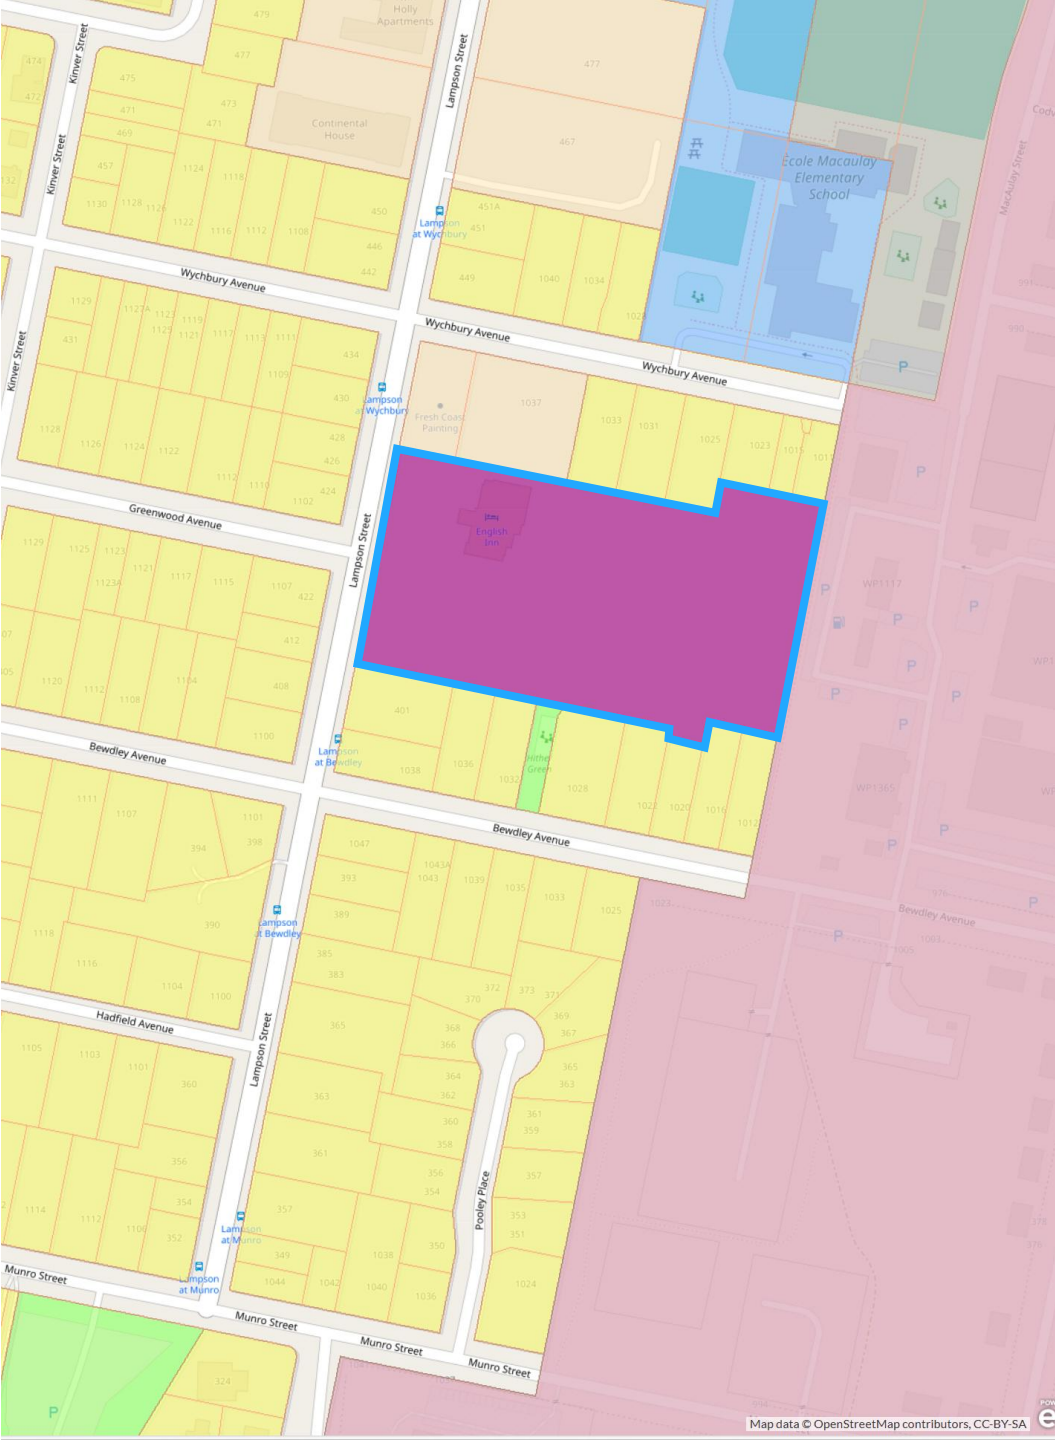 479
Holly
Apartments
Kinver Street
Lampson Street
477
474
475
472
473
471
471
469
Continental
House
477
467
Kinver Street
457
1124
1118
132
1130
1128
1126
1122
1116
1112
1108
450
446
442
Lampson
at Wychbury
451A
451
449
1040
1034
Ecole Macaulay
Elementary
School
MacAulay Street
Wychbury Avenue
Wychbury Avenue
Wychbury Avenue
P
1129
1127A
1125
1123
1119
1121
1117
1113
1111
1109
431
434
430
428
426
424
Kinver Street
1128
1126
1124
1122
1112
1110
1102
Lampson
at Wychbury
Fresh Coast
Painting
1037
1033
1031
1025
1023
1015
1011
990
P
Greenwood Avenue
Lampson Street
English
Inn
1129
1125
1123
1123A
1121
1117
1115
1107
422
412
408
1120
1112
1108
1104
1100
WP1117
P
P
P
P
P
P
P
401
1038
1036
1032
Hither
Green
1028
1022
1020
1016
1012
Lampson
at Bewdley
Bewdley Avenue
Bewdley Avenue
Bewdley Avenue
WP1365
P
P
P
P
1111
1107
1101
398
394
390
1118
1116
1104
1100
Lampson
at Bewdley
1047
393
389
1043A
1043
1039
1035
1033
1025
1023
1003
1005
385
383
365
372
370
373
371
369
367
368
366
365
363
364
362
361
359
360
358
357
356
354
353
351
350
363
361
357
349
1044
1042
1038
1040
1036
1024
Hadfield Avenue
Lampson Street
Pooley Place
1105
1103
1101
360
356
354
352
1114
1112
1106
Lampson
at Munro
Lampson
at Munro
Munro Street
Munro Street
Munro Street
Munro Street
324
P
Map data © OpenStreetMap contributors, CC-BY-SA